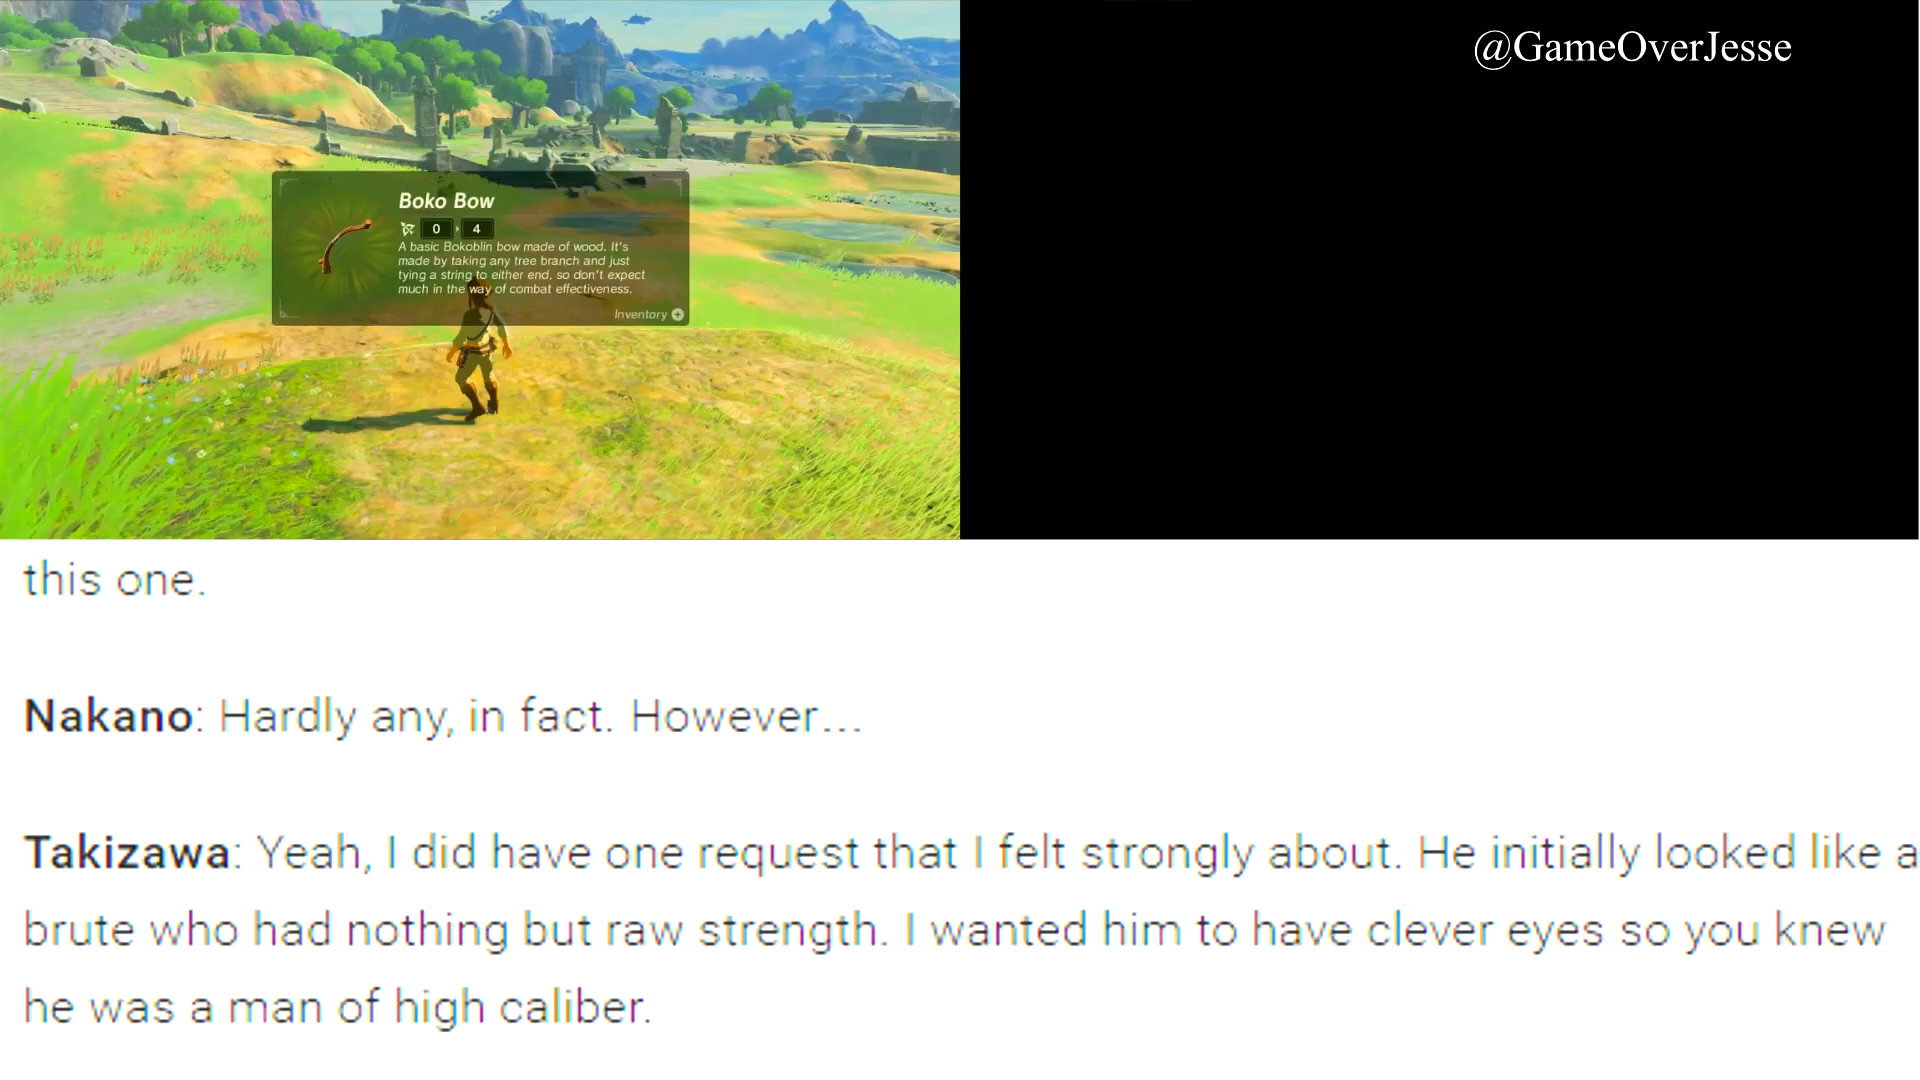 @GameOverJesse
Boko Bow
0 4
A basic Bokoblin bow made of wood. It's
made by taking any tree branch and just
tying a string to either end, so don't expect
much in the way of combat effectiveness.
Inventory
this one.
Nakano: Hardly any, in fact. However...
Takizawa: Yeah, I did have one request that I felt strongly about. He initially looked like a
brute who had nothing but raw strength. I wanted him to have clever eyes so you knew
he was a man of high caliber.